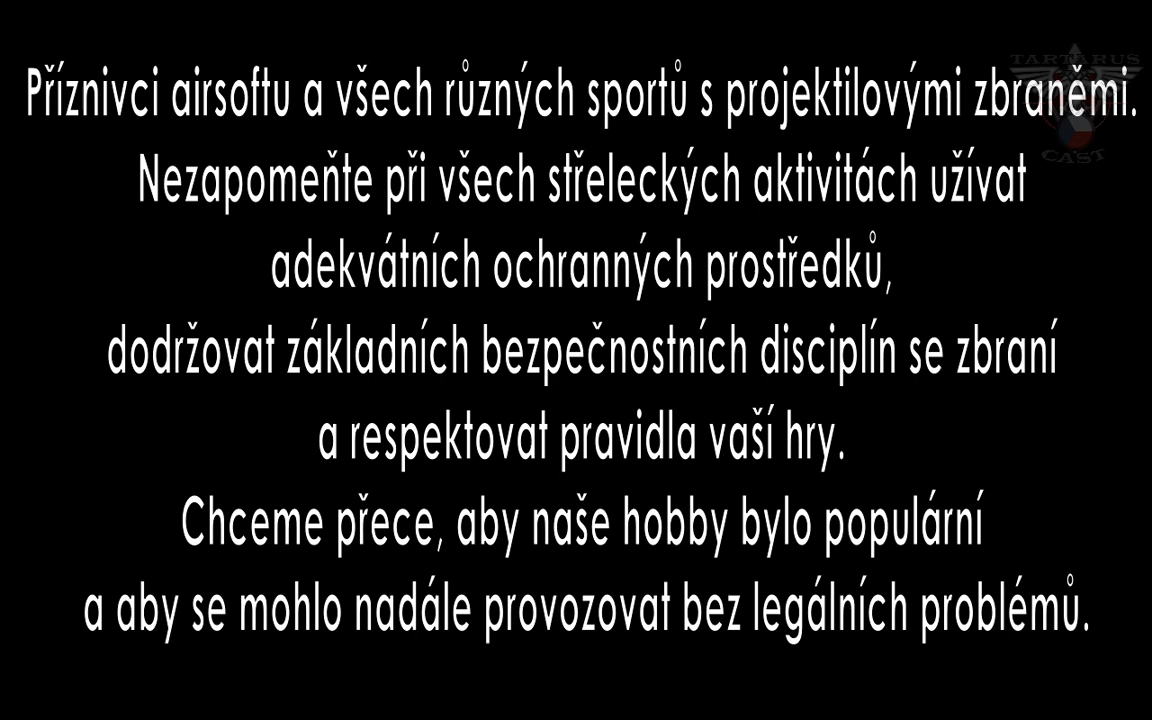 TARTARUS
Příznivci airsoftu a všech různých sportů s projektilovými zbraněmi.
CAST
Nezapomeňte při všech střeleckých aktivitách užívat
adekvátních ochranných prostředků,
dodržovat základních bezpečnostních disciplín se zbraní
a respektovat pravidla vaší hry.
Chceme přece, aby naše hobby bylo populární
a aby se mohlo nadále provozovat bez legálních problémů.